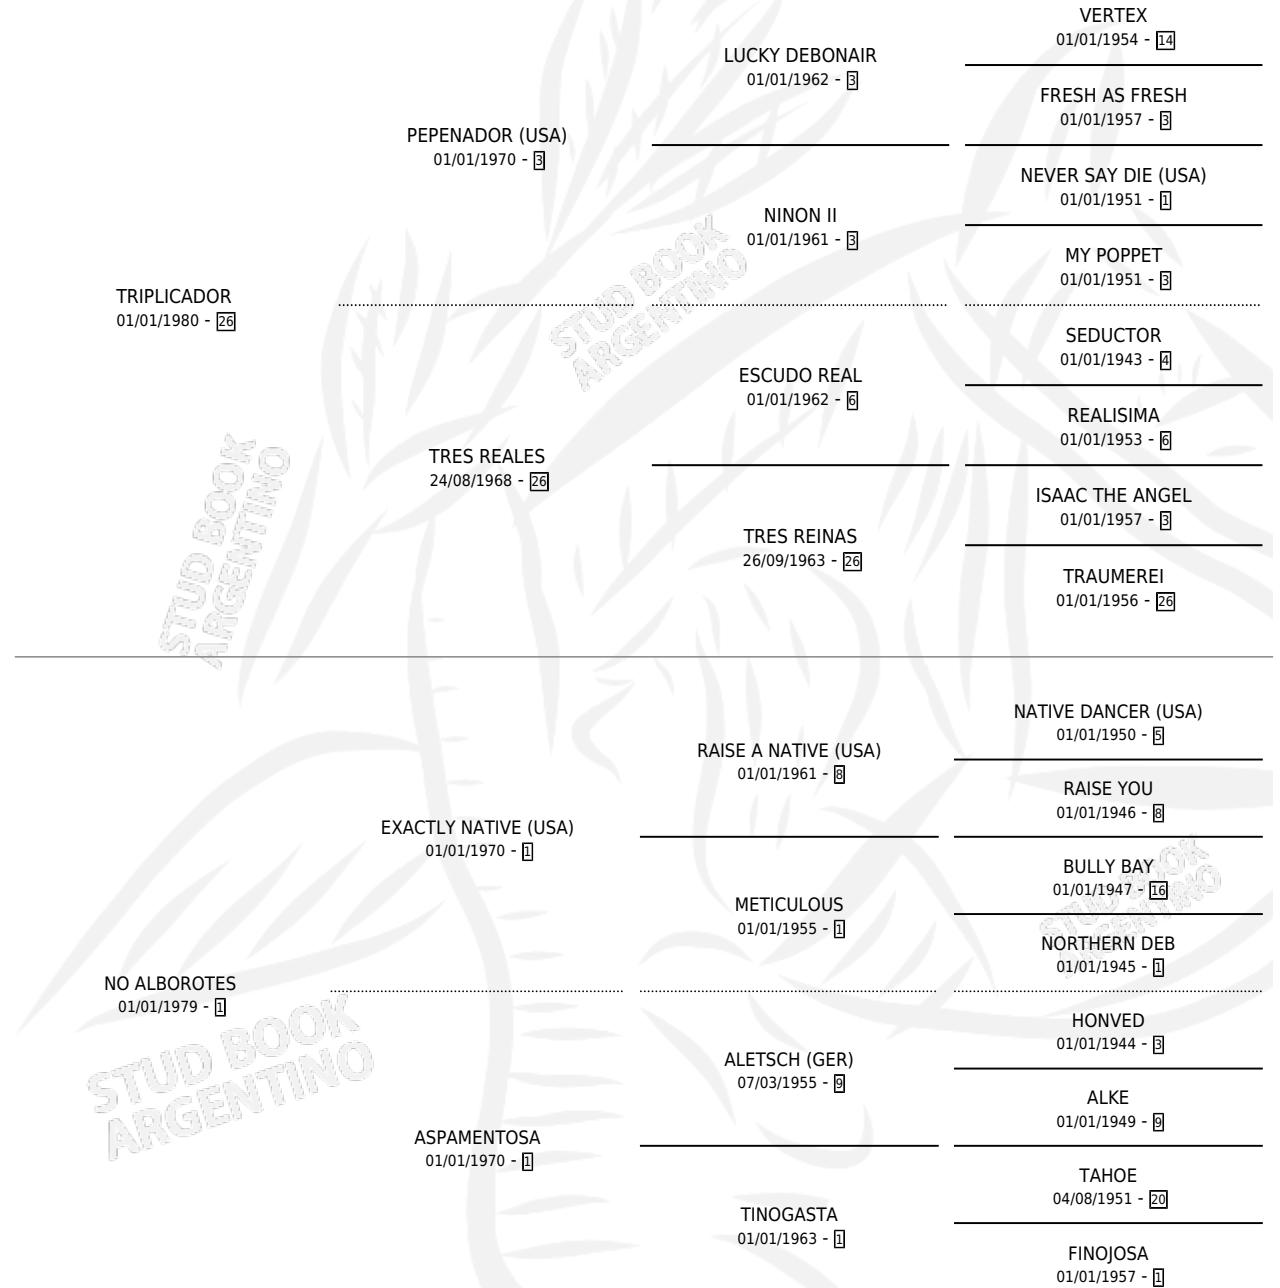 VERTEX
01/01/1954 - 14
LUCKY DEBONAIR
01/01/1962 - 3
FRESH AS FRESH
01/01/1957 - 3
PEPENADOR (USA)
01/01/1970 - 3
NEVER SAY DIE (USA)
01/01/1951 - 1
NINON II
01/01/1961 - 3
MY POPPET
01/01/1951 - 3
TRIPLICADOR
01/01/1980 - 26
SEDUCTOR
01/01/1943 - 4
ESCUDO REAL
01/01/1962 - 6
REALISIMA
01/01/1953 - 6
TRES REALES
24/08/1968 - 26
ISAAC THE ANGEL
01/01/1957 - 3
TRES REINAS
26/09/1963 - 26
TRAUMEREI
01/01/1956 - 26
NATIVE DANCER (USA)
01/01/1950 - 5
RAISE A NATIVE (USA)
01/01/1961 - 8
RAISE YOU
01/01/1946 - 8
EXACTLY NATIVE (USA)
01/01/1970 - 1
BULLY BAY
01/01/1947 - 16
METICULOUS
01/01/1955 - 1
NORTHERN DEB
01/01/1945 - 1
NO ALBOROTES
01/01/1979 - 1
HONVED
01/01/1944 - 3
ALETSCH (GER)
07/03/1955 - 9
ALKE
01/01/1949 - 9
ASPAMENTOSA
01/01/1970 - 1
TAHOE
04/08/1951 - 20
TINOGASTA
01/01/1963 - 1
FINOJOSA
01/01/1957 - 1
STUD BOOK
ARGENTINO
STUD BOOK
ARGENTINO
STUD BOOK
ARGENTINO
STUD BOOK
ARGENTINO